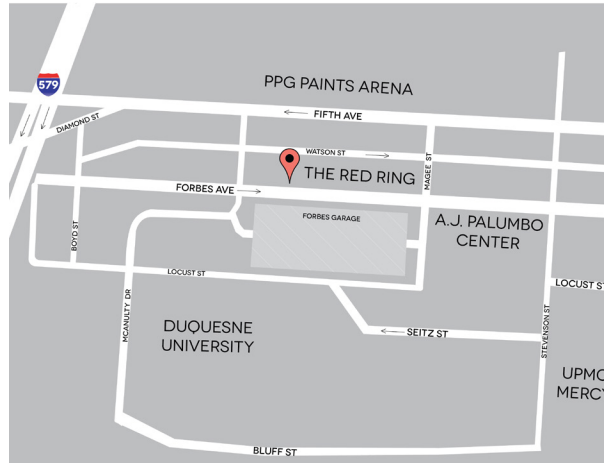 579
PPG PAINTS ARENA
FIFTH AVE
DIAMOND ST
WATSON ST
THE RED RING
MAGEE ST
FORBES AVE
FORBES GARAGE
A.J. PALUMBO
CENTER
BOYD ST
LOCUST ST
LOCUST ST
MCANULTY DR
DUQUESNE
UNIVERSITY
SEITZ ST
STEVENSON ST
UPMC
MERCY
BLUFF ST